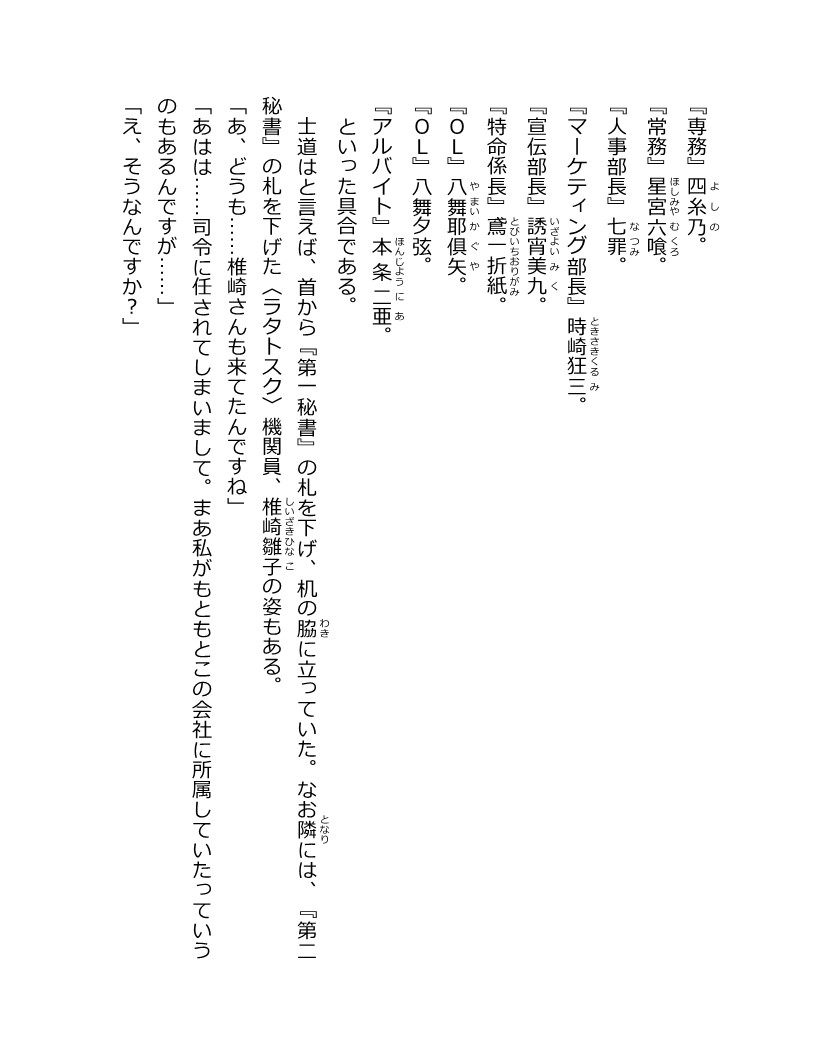 『専務』四糸乃。
『常務』星宮六喰。
『人事部長』七罪。
『マーケティング部長』時崎狂三。
『宣伝部長』誘宵美九。
『特命係長』鳶一折紙。
『ＯＬ』八舞耶倶矢。
『ＯＬ』八舞夕弦。
『アルバイト』本条二亜。
といった具合である。
士道はと言えば、首から『第一秘書』の札を下げ、机の脇に立っていた。なお隣には、『第二
秘書』の札を下げた〈ラタトスク〉機関員、椎崎雛子の姿もある。
「あ、どうも……椎崎さんも来てたんですね」
「あはは……司令に任されてしまいまして。まあ私がもともとこの会社に所属していたっていう
のもあるんですが……」
「え、そうなんですか？」